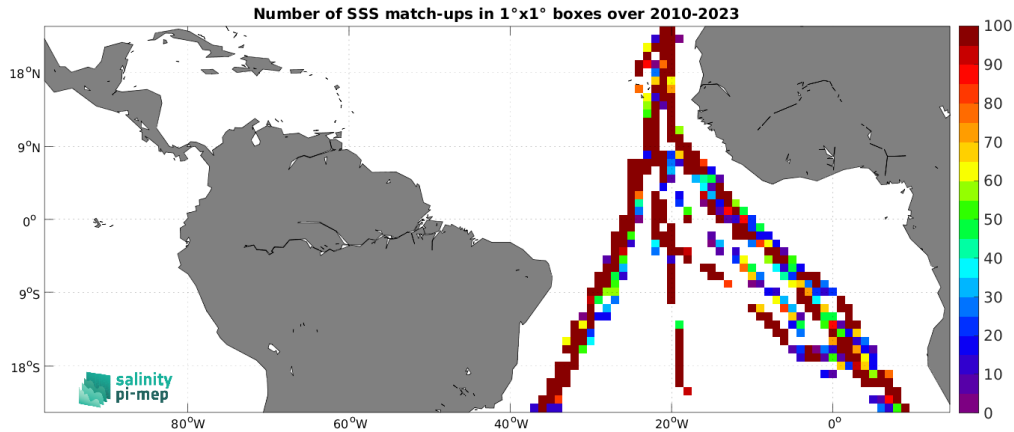 Number of SSS match-ups in 1°x1° boxes over 2010-2023
18°N
9°N
0°
9°S
18°S
80°W
60°W
40°W
20°W
0°
100
90
80
70
60
50
40
30
20
10
0
salinity
pi-mep